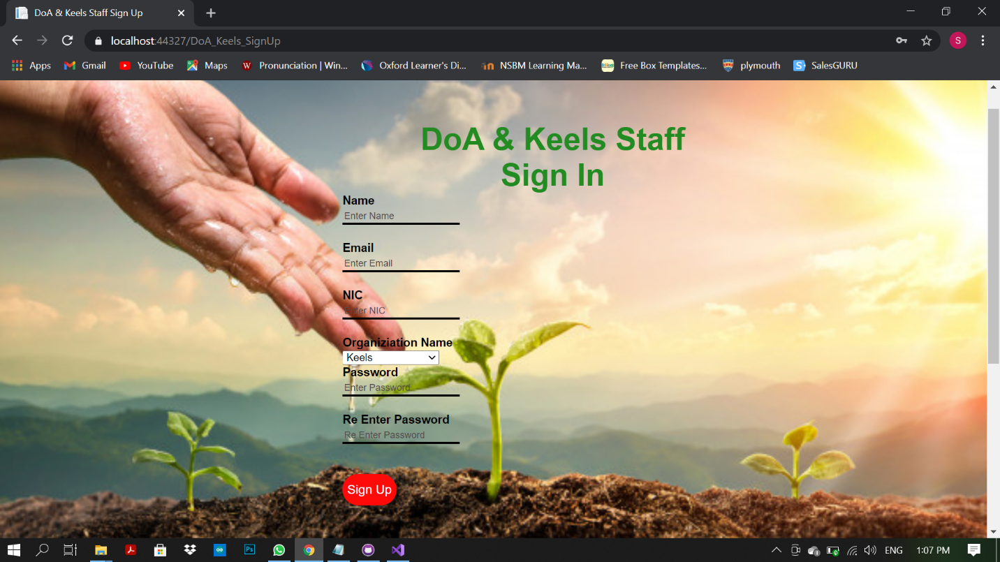 DoA & Keels Staff Sign Up
localhost:44327/DoA_Keels_SignUp
S
Apps
Gmail
YouTube
Maps
W
Pronunciation | Win...
Oxford Learner's Di...
NSBM Learning Ma...
Free Box Templates...
plymouth
S
SalesGURU
DoA & Keels Staff
Sign In
Name
Enter Name
Email
Enter Email
NIC
Enter NIC
Organiziation Name
Keels
Password
Enter Password
Re Enter Password
Re Enter Password
Sign Up
Ps
ENG
1:07 PM